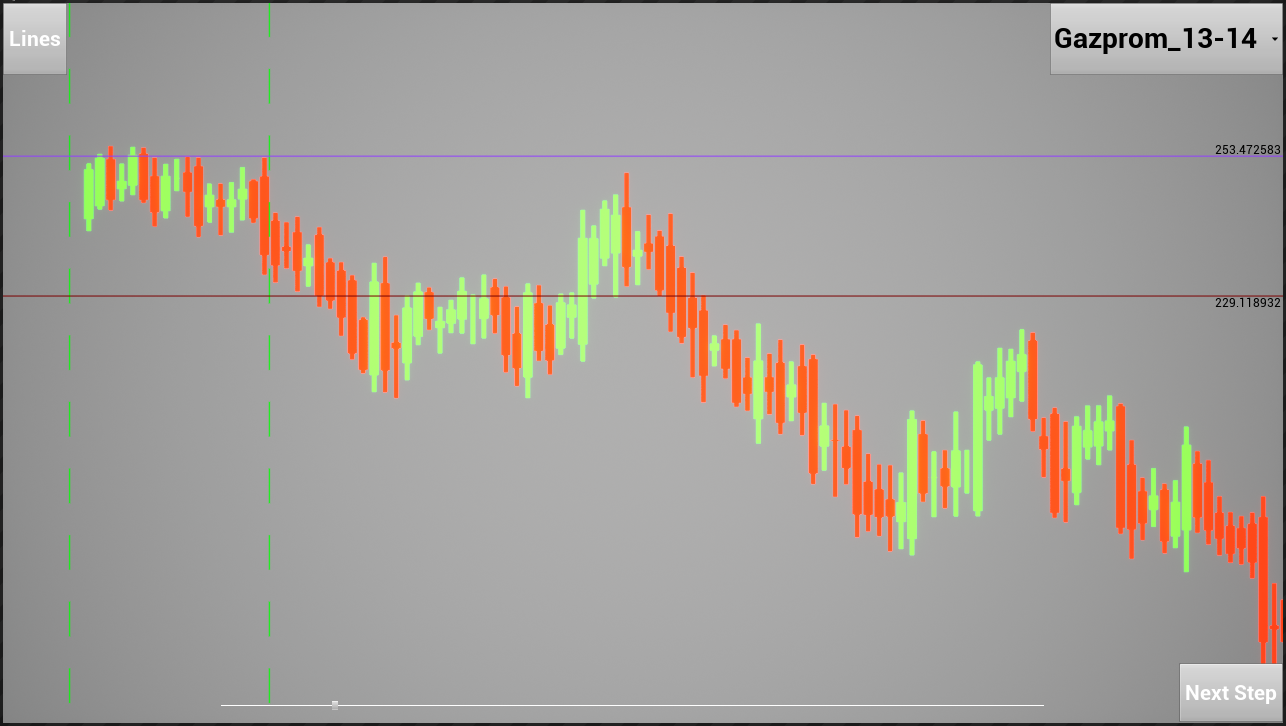 Lines
Gazprom_13-14
253.472583
229.118932
Next Step